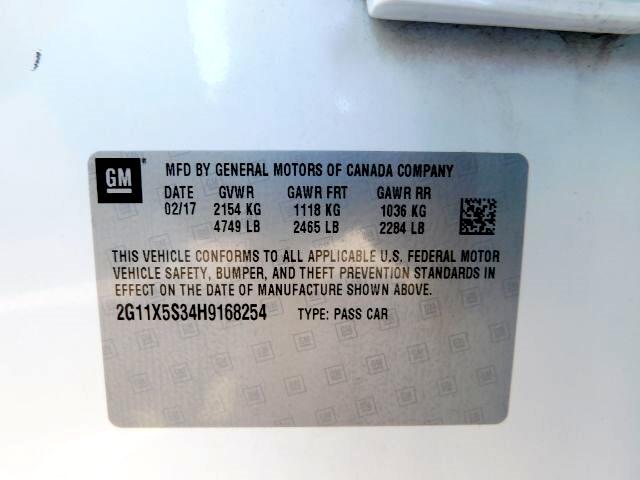 GM MFD BY GENERAL MOTORS OF CANADA COMPANY
DATE GVWR GAWR FRT GAWR RR
02/17 2154 KG 1118 KG 1036 KG
4749 LB 2465 LB 2284 LB
THIS VEHICLE CONFORMS TO ALL APPLICABLE U.S. FEDERAL MOTOR
VEHICLE SAFETY, BUMPER, AND THEFT PREVENTION STANDARDS IN
EFFECT ON THE DATE OF MANUFACTURE SHOWN ABOVE.
2G11X5S34H9168254 TYPE: PASS CAR